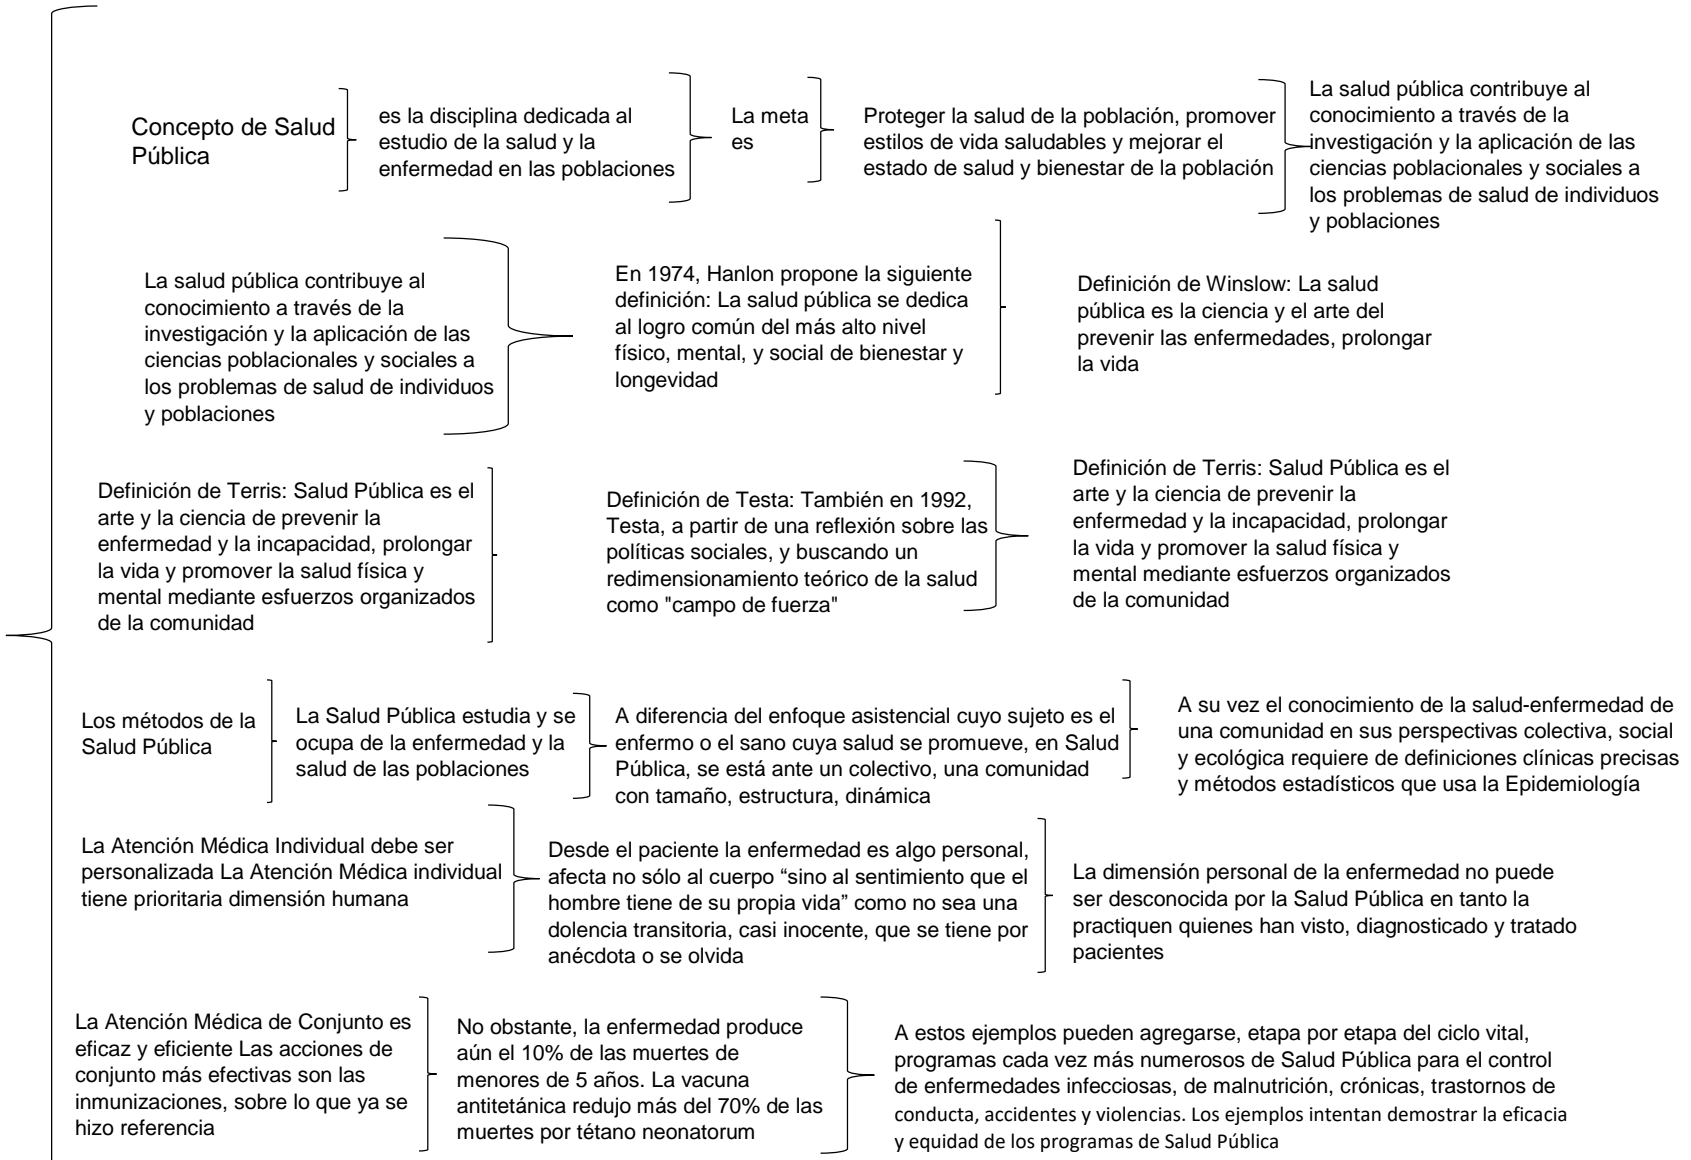 Concepto de Salud
Pública
es la disciplina dedicada al
estudio de la salud y la
enfermedad en las poblaciones
La meta
es
Proteger la salud de la población, promover
estilos de vida saludables y mejorar el
estado de salud y bienestar de la población
La salud pública contribuye al
conocimiento a través de la
investigación y la aplicación de las
ciencias poblacionales y sociales a
los problemas de salud de individuos
y poblaciones
La salud pública contribuye al
conocimiento a través de la
investigación y la aplicación de las
ciencias poblacionales y sociales a
los problemas de salud de individuos
y poblaciones
En 1974, Hanlon propone la siguiente
definición: La salud pública se dedica
al logro común del más alto nivel
físico, mental, y social de bienestar y
longevidad
Definición de Winslow: La salud
pública es la ciencia y el arte del
prevenir las enfermedades, prolongar
la vida
Definición de Terris: Salud Pública es el
arte y la ciencia de prevenir la
enfermedad y la incapacidad, prolongar
la vida y promover la salud física y
mental mediante esfuerzos organizados
de la comunidad
Definición de Testa: También en 1992,
Testa, a partir de una reflexión sobre las
políticas sociales, y buscando un
redimensionamiento teórico de la salud
como "campo de fuerza"
Definición de Terris: Salud Pública es el
arte y la ciencia de prevenir la
enfermedad y la incapacidad, prolongar
la vida y promover la salud física y
mental mediante esfuerzos organizados
de la comunidad
Los métodos de la
Salud Pública
La Salud Pública estudia y se
ocupa de la enfermedad y la
salud de las poblaciones
A diferencia del enfoque asistencial cuyo sujeto es el
enfermo o el sano cuya salud se promueve, en Salud
Pública, se está ante un colectivo, una comunidad
con tamaño, estructura, dinámica
A su vez el conocimiento de la salud-enfermedad de
una comunidad en sus perspectivas colectiva, social
y ecológica requiere de definiciones clínicas precisas
y métodos estadísticos que usa la Epidemiología
La Atención Médica Individual debe ser
personalizada La Atención Médica individual
tiene prioritaria dimensión humana
Desde el paciente la enfermedad es algo personal,
afecta no sólo al cuerpo “sino al sentimiento que el
hombre tiene de su propia vida” como no sea una
dolencia transitoria, casi inocente, que se tiene por
anécdota o se olvida
La dimensión personal de la enfermedad no puede
ser desconocida por la Salud Pública en tanto la
practiquen quienes han visto, diagnosticado y tratado
pacientes
La Atención Médica de Conjunto es
eficaz y eficiente Las acciones de
conjunto más efectivas son las
inmunizaciones, sobre lo que ya se
hizo referencia
No obstante, la enfermedad produce
aún el 10% de las muertes de
menores de 5 años. La vacuna
antitetánica redujo más del 70% de las
muertes por tétano neonatorum
A estos ejemplos pueden agregarse, etapa por etapa del ciclo vital,
programas cada vez más numerosos de Salud Pública para el control
de enfermedades infecciosas, de malnutrición, crónicas, trastornos de
conducta, accidentes y violencias. Los ejemplos intentan demostrar la eficacia
y equidad de los programas de Salud Pública